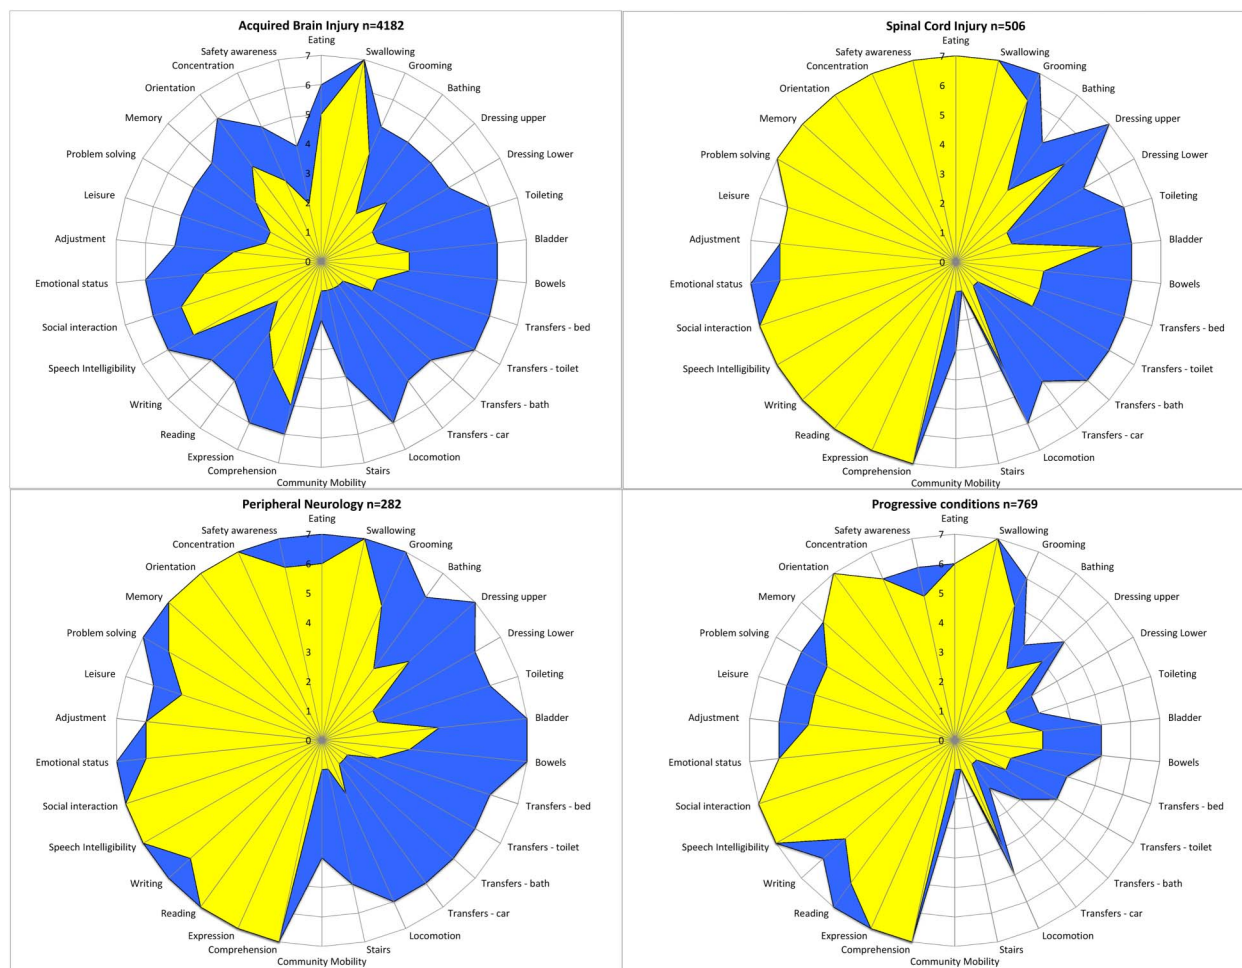 Acquired Brain Injury n=4182
Eating
Swallowing
Grooming
Bathing
Dressing upper
Dressing Lower
Toileting
Bladder
Bowels
Transfers - bed
Transfers - toilet
Transfers - bath
Transfers - car
Locomotion
Stairs
Community Mobility
Comprehension
Expression
Reading
Writing
Speech Intelligibility
Social interaction
Emotional status
Adjustment
Leisure
Problem solving
Memory
Orientation
Concentration
Safety awareness
7
6
5
4
3
2
1
0
Spinal Cord Injury n=506
Eating
Swallowing
Grooming
Bathing
Dressing upper
Dressing Lower
Toileting
Bladder
Bowels
Transfers - bed
Transfers - toilet
Transfers - bath
Transfers - car
Locomotion
Stairs
Community Mobility
Comprehension
Expression
Reading
Writing
Speech Intelligibility
Social interaction
Emotional status
Adjustment
Leisure
Problem solving
Memory
Orientation
Concentration
Safety awareness
7
6
5
4
3
2
1
0
Peripheral Neurology n=282
Eating
Swallowing
Grooming
Bathing
Dressing upper
Dressing Lower
Toileting
Bladder
Bowels
Transfers - bed
Transfers - toilet
Transfers - bath
Transfers - car
Locomotion
Stairs
Community Mobility
Comprehension
Expression
Reading
Writing
Speech Intelligibility
Social interaction
Emotional status
Adjustment
Leisure
Problem solving
Memory
Orientation
Concentration
Safety awareness
7
6
5
4
3
2
1
0
Progressive conditions n=769
Eating
Swallowing
Grooming
Bathing
Dressing upper
Dressing Lower
Toileting
Bladder
Bowels
Transfers - bed
Transfers - toilet
Transfers - bath
Transfers - car
Locomotion
Stairs
Community Mobility
Comprehension
Expression
Reading
Writing
Speech Intelligibility
Social interaction
Emotional status
Adjustment
Leisure
Problem solving
Memory
Orientation
Concentration
Safety awareness
7
6
5
4
3
2
1
0